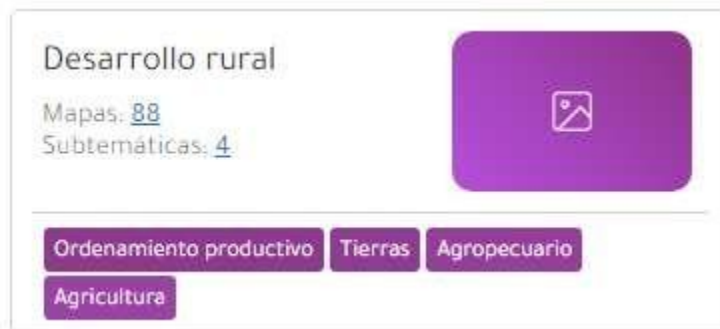 Desarrollo rural
Mapas: 88
Subtemáticas: 4
Ordenamiento productivo Tierras Agropecuario
Agricultura